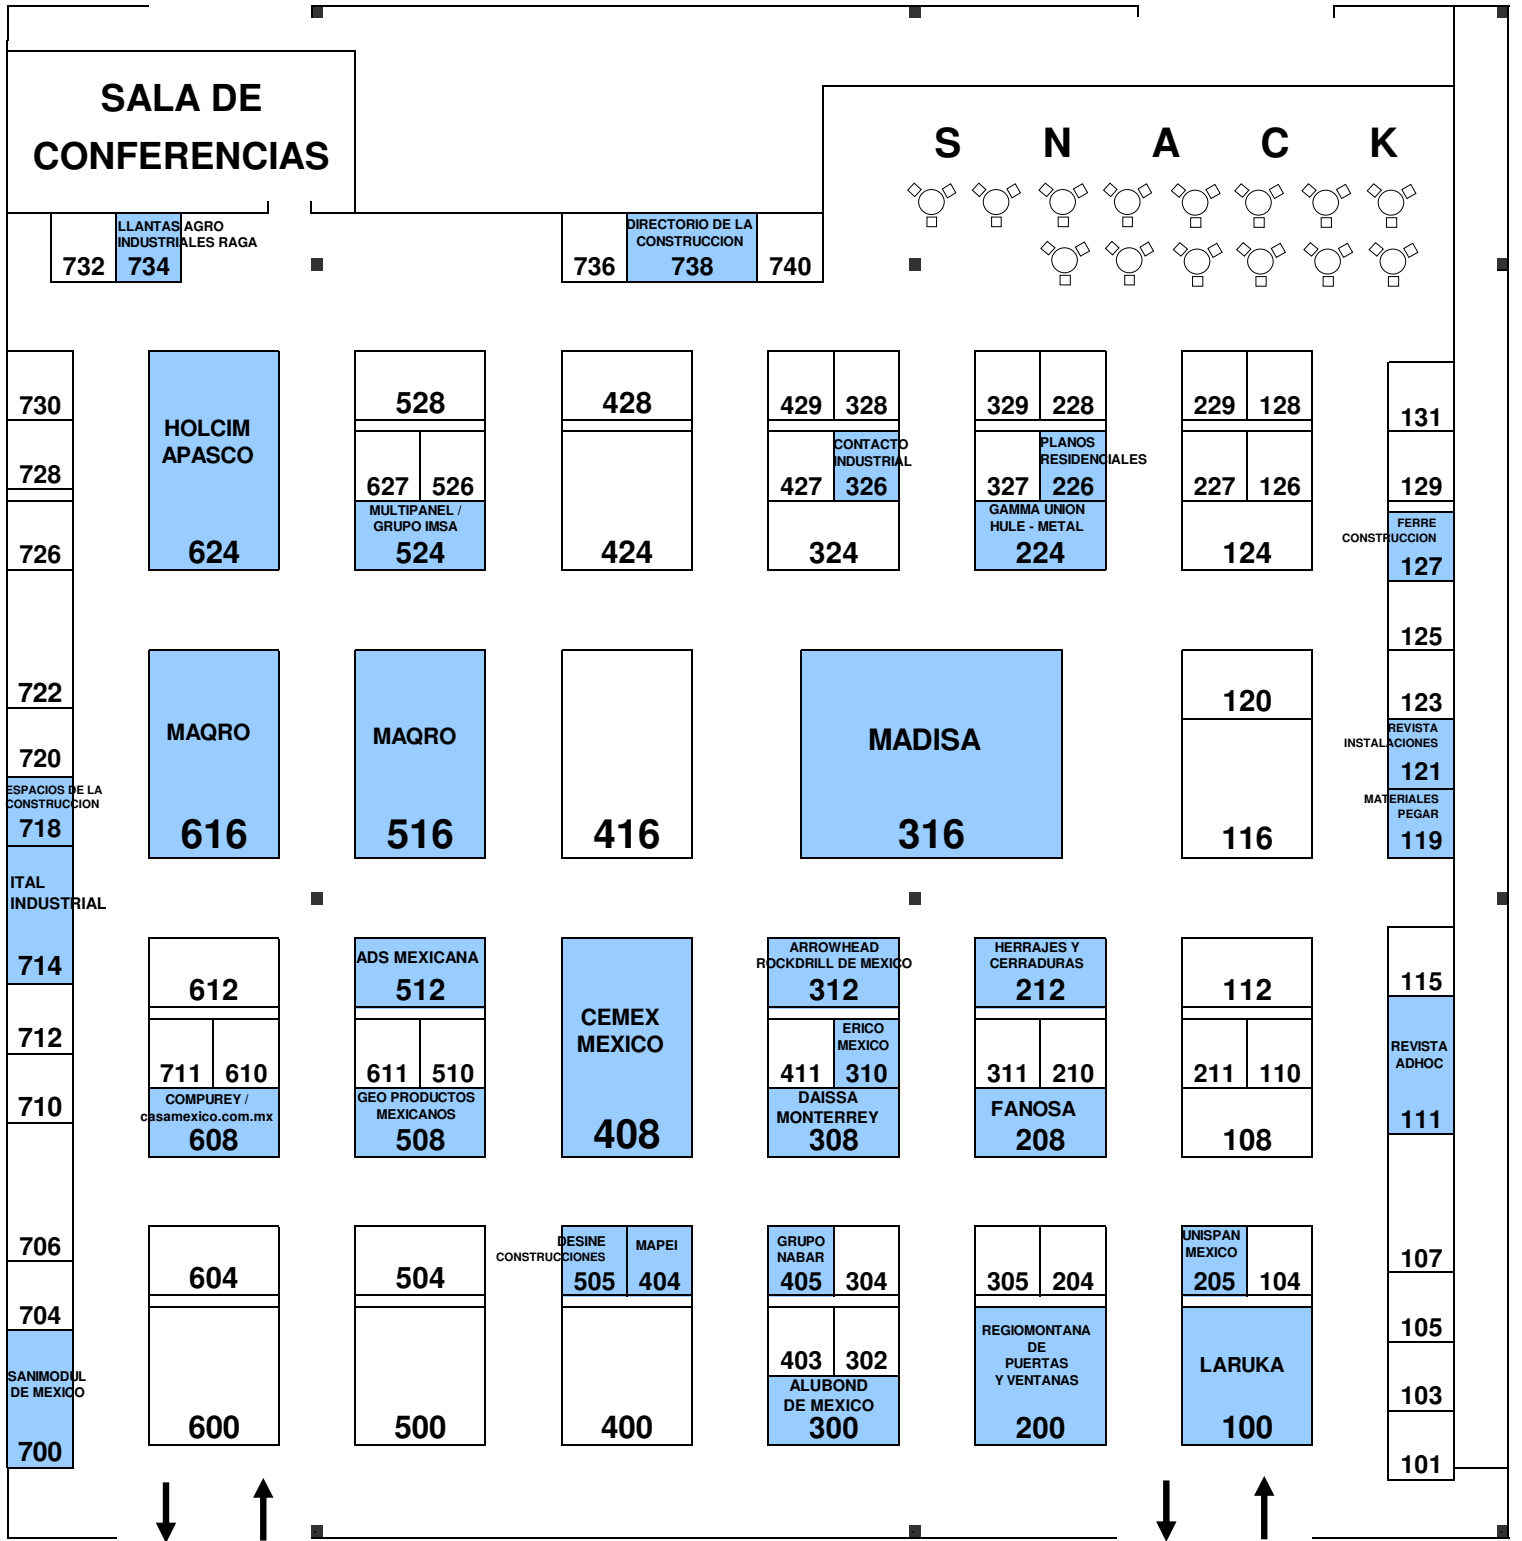 SALA DE
CONFERENCIAS
S N A C K
LLANTAS AGRO
INDUSTRIALES RAGA
732 734
DIRECTORIO DE LA
CONSTRUCCION
736 738 740
730
728
726
722
720
ESPACIOS DE LA
CONSTRUCCION
718
ITAL
INDUSTRIAL
714
712
710
706
704
SANIMODUL
DE MEXICO
700
HOLCIM
APASCO
624
528
627 526
MULTIPANEL /
GRUPO IMSA
524
428
424
429 328
CONTACTO
INDUSTRIAL
427 326
324
329 228
PLANOS
RESIDENCIALES
327 226
GAMMA UNION
HULE - METAL
224
229 128
227 126
124
131
129
FERRE
CONSTRUCCION
127
125
123
REVISTA
INSTALACIONES
121
MATERIALES
PEGAR
119
MAQRO
616
MAQRO
516
416
MADISA
316
120
116
612
711 610
COMPUREY /
casamexico.com.mx
608
ADS MEXICANA
512
611 510
GEO PRODUCTOS
MEXICANOS
508
CEMEX
MEXICO
408
ARROWHEAD
ROCKDRILL DE MEXICO
312
ERICO
MEXICO
411 310
DAISSA
MONTERREY
308
HERRAJES Y
CERRADURAS
212
311 210
FANOSA
208
112
211 110
108
115
REVISTA
ADHOC
111
107
105
103
101
604
600
504
500
DESINE
CONSTRUCCIONES
505
MAPEI
404
400
GRUPO
NABAR
405 304
403 302
ALUBOND
DE MEXICO
300
305 204
REGIOMONTANA
DE
PUERTAS
Y VENTANAS
200
UNISPAN
MEXICO
205 104
LARUKA
100